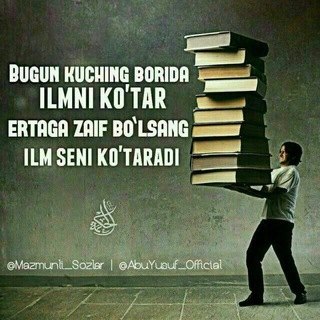 BUGUN KUCHING BORIDA
ILMNI KO'TAR
ERTAGA ZAIF BO`LSANG
ILM SENI KO'TARADI
@Mazmunli_Sozlar | @AbuYusuf_Official